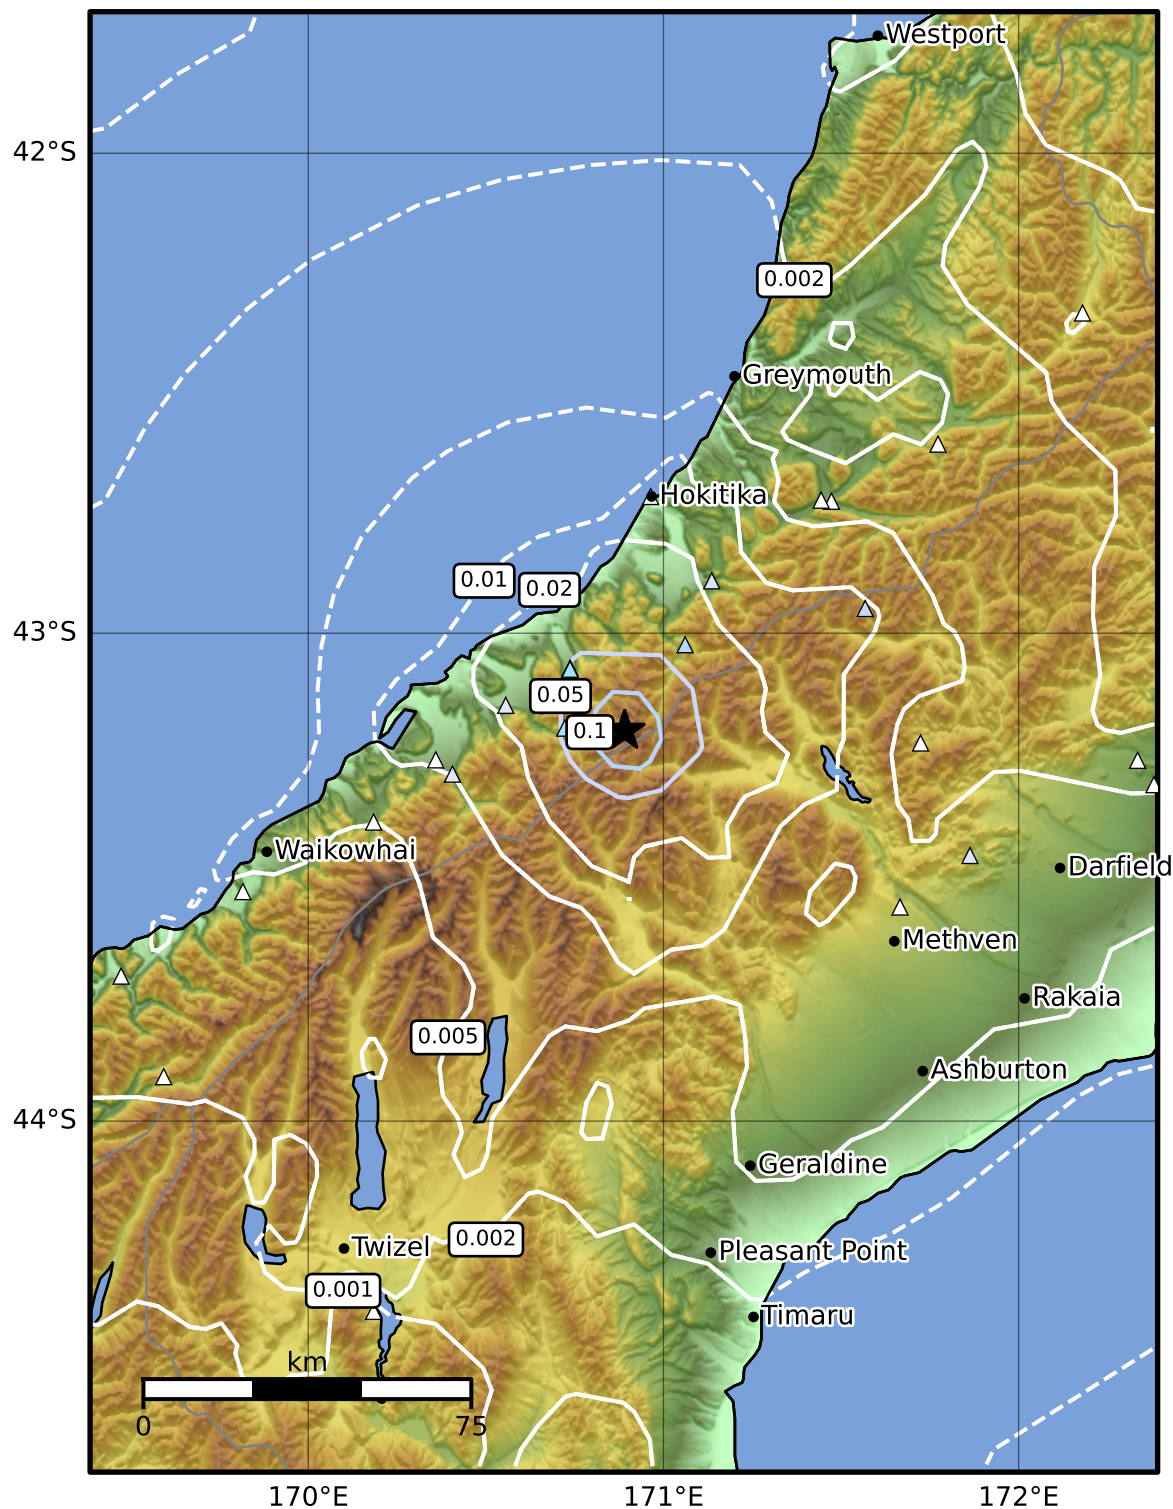 Westport
42°S
0.002
Greymouth
Hokitika
0.01
0.02
43°S
0.05
0.1
Waikowhai
Darfield
Methven
Rakaia
0.005
Ashburton
44°S
Geraldine
0.002
Twizel
Pleasant Point
0.001
Timaru
km
0 75
170°E 171°E 172°E